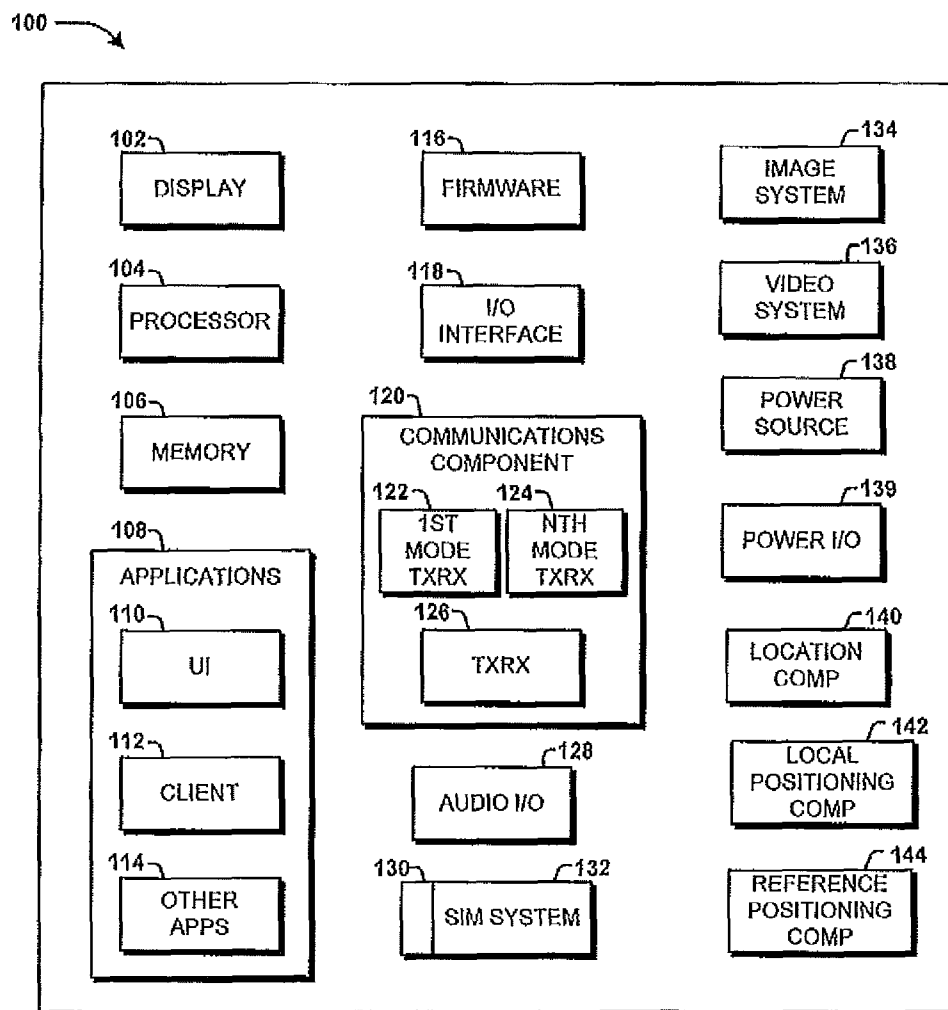 100
102
DISPLAY
104
PROCESSOR
106
MEMORY
108
APPLICATIONS
110
UI
112
CLIENT
114
OTHER
APPS
116
FIRMWARE
118
I/O
INTERFACE
120
COMMUNICATIONS
COMPONENT
122
1ST
MODE
TXRX
124
NTH
MODE
TXRX
126
TXRX
128
AUDIO I/O
130
132
SIM SYSTEM
134
IMAGE
SYSTEM
136
VIDEO
SYSTEM
138
POWER
SOURCE
139
POWER I/O
140
LOCATION
COMP
142
LOCAL
POSITIONING
COMP
144
REFERENCE
POSITIONING
COMP